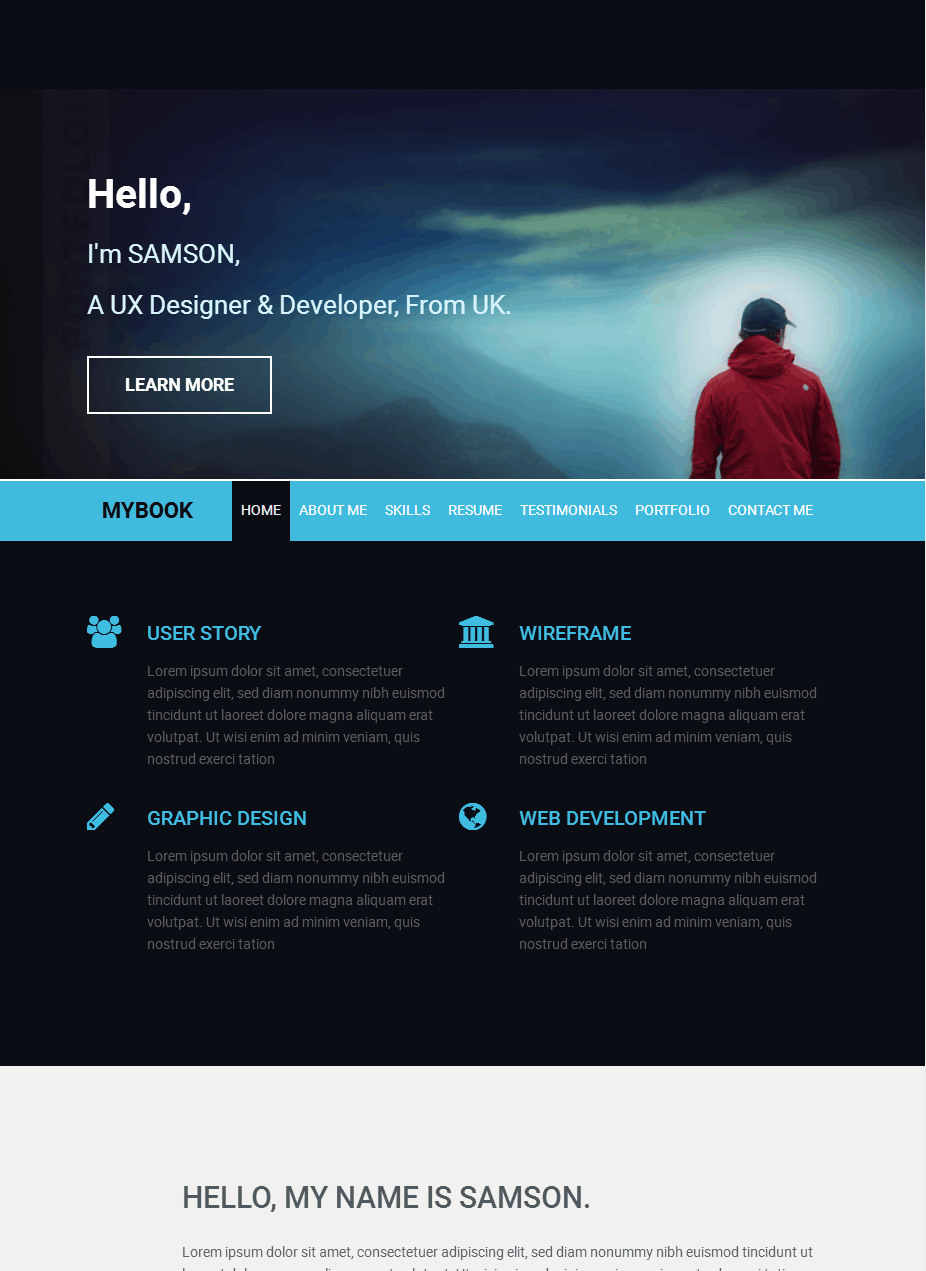 Hello,
I'm SAMSON,
A UX Designer & Developer, From UK.
LEARN MORE
MYBOOK HOME ABOUT ME SKILLS RESUME TESTIMONIALS PORTFOLIO CONTACT ME
USER STORY
Lorem ipsum dolor sit amet, consectetuer
adipiscing elit, sed diam nonummy nibh euismod
tincidunt ut laoreet dolore magna aliquam erat
volutpat. Ut wisi enim ad minim veniam, quis
nostrud exerci tation
WIREFRAME
Lorem ipsum dolor sit amet, consectetuer
adipiscing elit, sed diam nonummy nibh euismod
tincidunt ut laoreet dolore magna aliquam erat
volutpat. Ut wisi enim ad minim veniam, quis
nostrud exerci tation
GRAPHIC DESIGN
Lorem ipsum dolor sit amet, consectetuer
adipiscing elit, sed diam nonummy nibh euismod
tincidunt ut laoreet dolore magna aliquam erat
volutpat. Ut wisi enim ad minim veniam, quis
nostrud exerci tation
WEB DEVELOPMENT
Lorem ipsum dolor sit amet, consectetuer
adipiscing elit, sed diam nonummy nibh euismod
tincidunt ut laoreet dolore magna aliquam erat
volutpat. Ut wisi enim ad minim veniam, quis
nostrud exerci tation
HELLO, MY NAME IS SAMSON.
Lorem ipsum dolor sit amet, consectetuer adipiscing elit, sed diam nonummy nibh euismod tincidunt ut